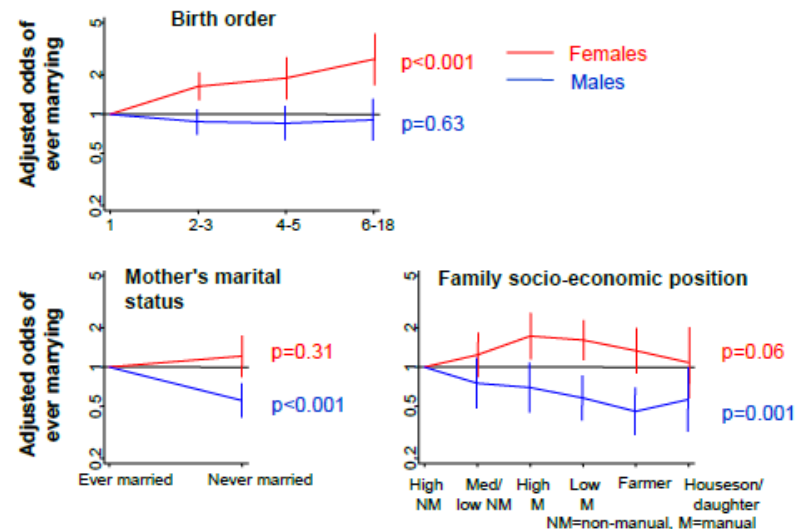 Birth order
Adjusted odds of
ever marrying
5
2
1
0.5
0.2
p<0.001
p=0.63
Females
Males
1 2-3 4-5 6-18
Mother's marital
status
Adjusted odds of
ever marrying
5
2
1
0.5
0.2
p=0.31
p<0.001
Ever married Never married
Family socio-economic position
5
2
1
0.5
0.2
p=0.06
p=0.001
High Med/ High Low Farmer Houseson/
NM low NM M M daughter
NM=non-manual, M=manual